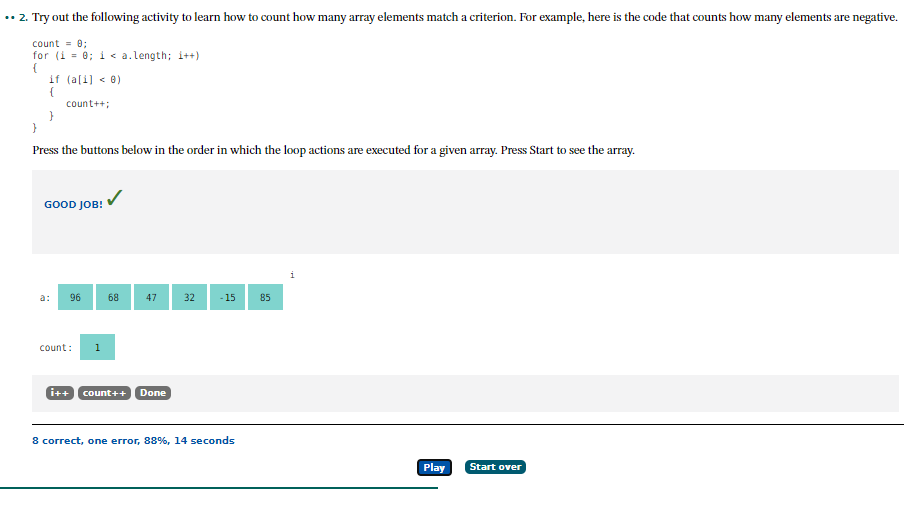 •• 2. Try out the following activity to learn how to count how many array elements match a criterion. For example, here is the code that counts how many elements are negative.
count = 0;
for (i = 0; i < a.length; i++)
{
   if (a[i] < 0)
   {
      count++;
   }
}
Press the buttons below in the order in which the loop actions are executed for a given array. Press Start to see the array.
GOOD JOB! ✓
i
a: 96 68 47 32 -15 85
count: 1
i++ count++ Done
8 correct, one error, 88%, 14 seconds
Play Start over